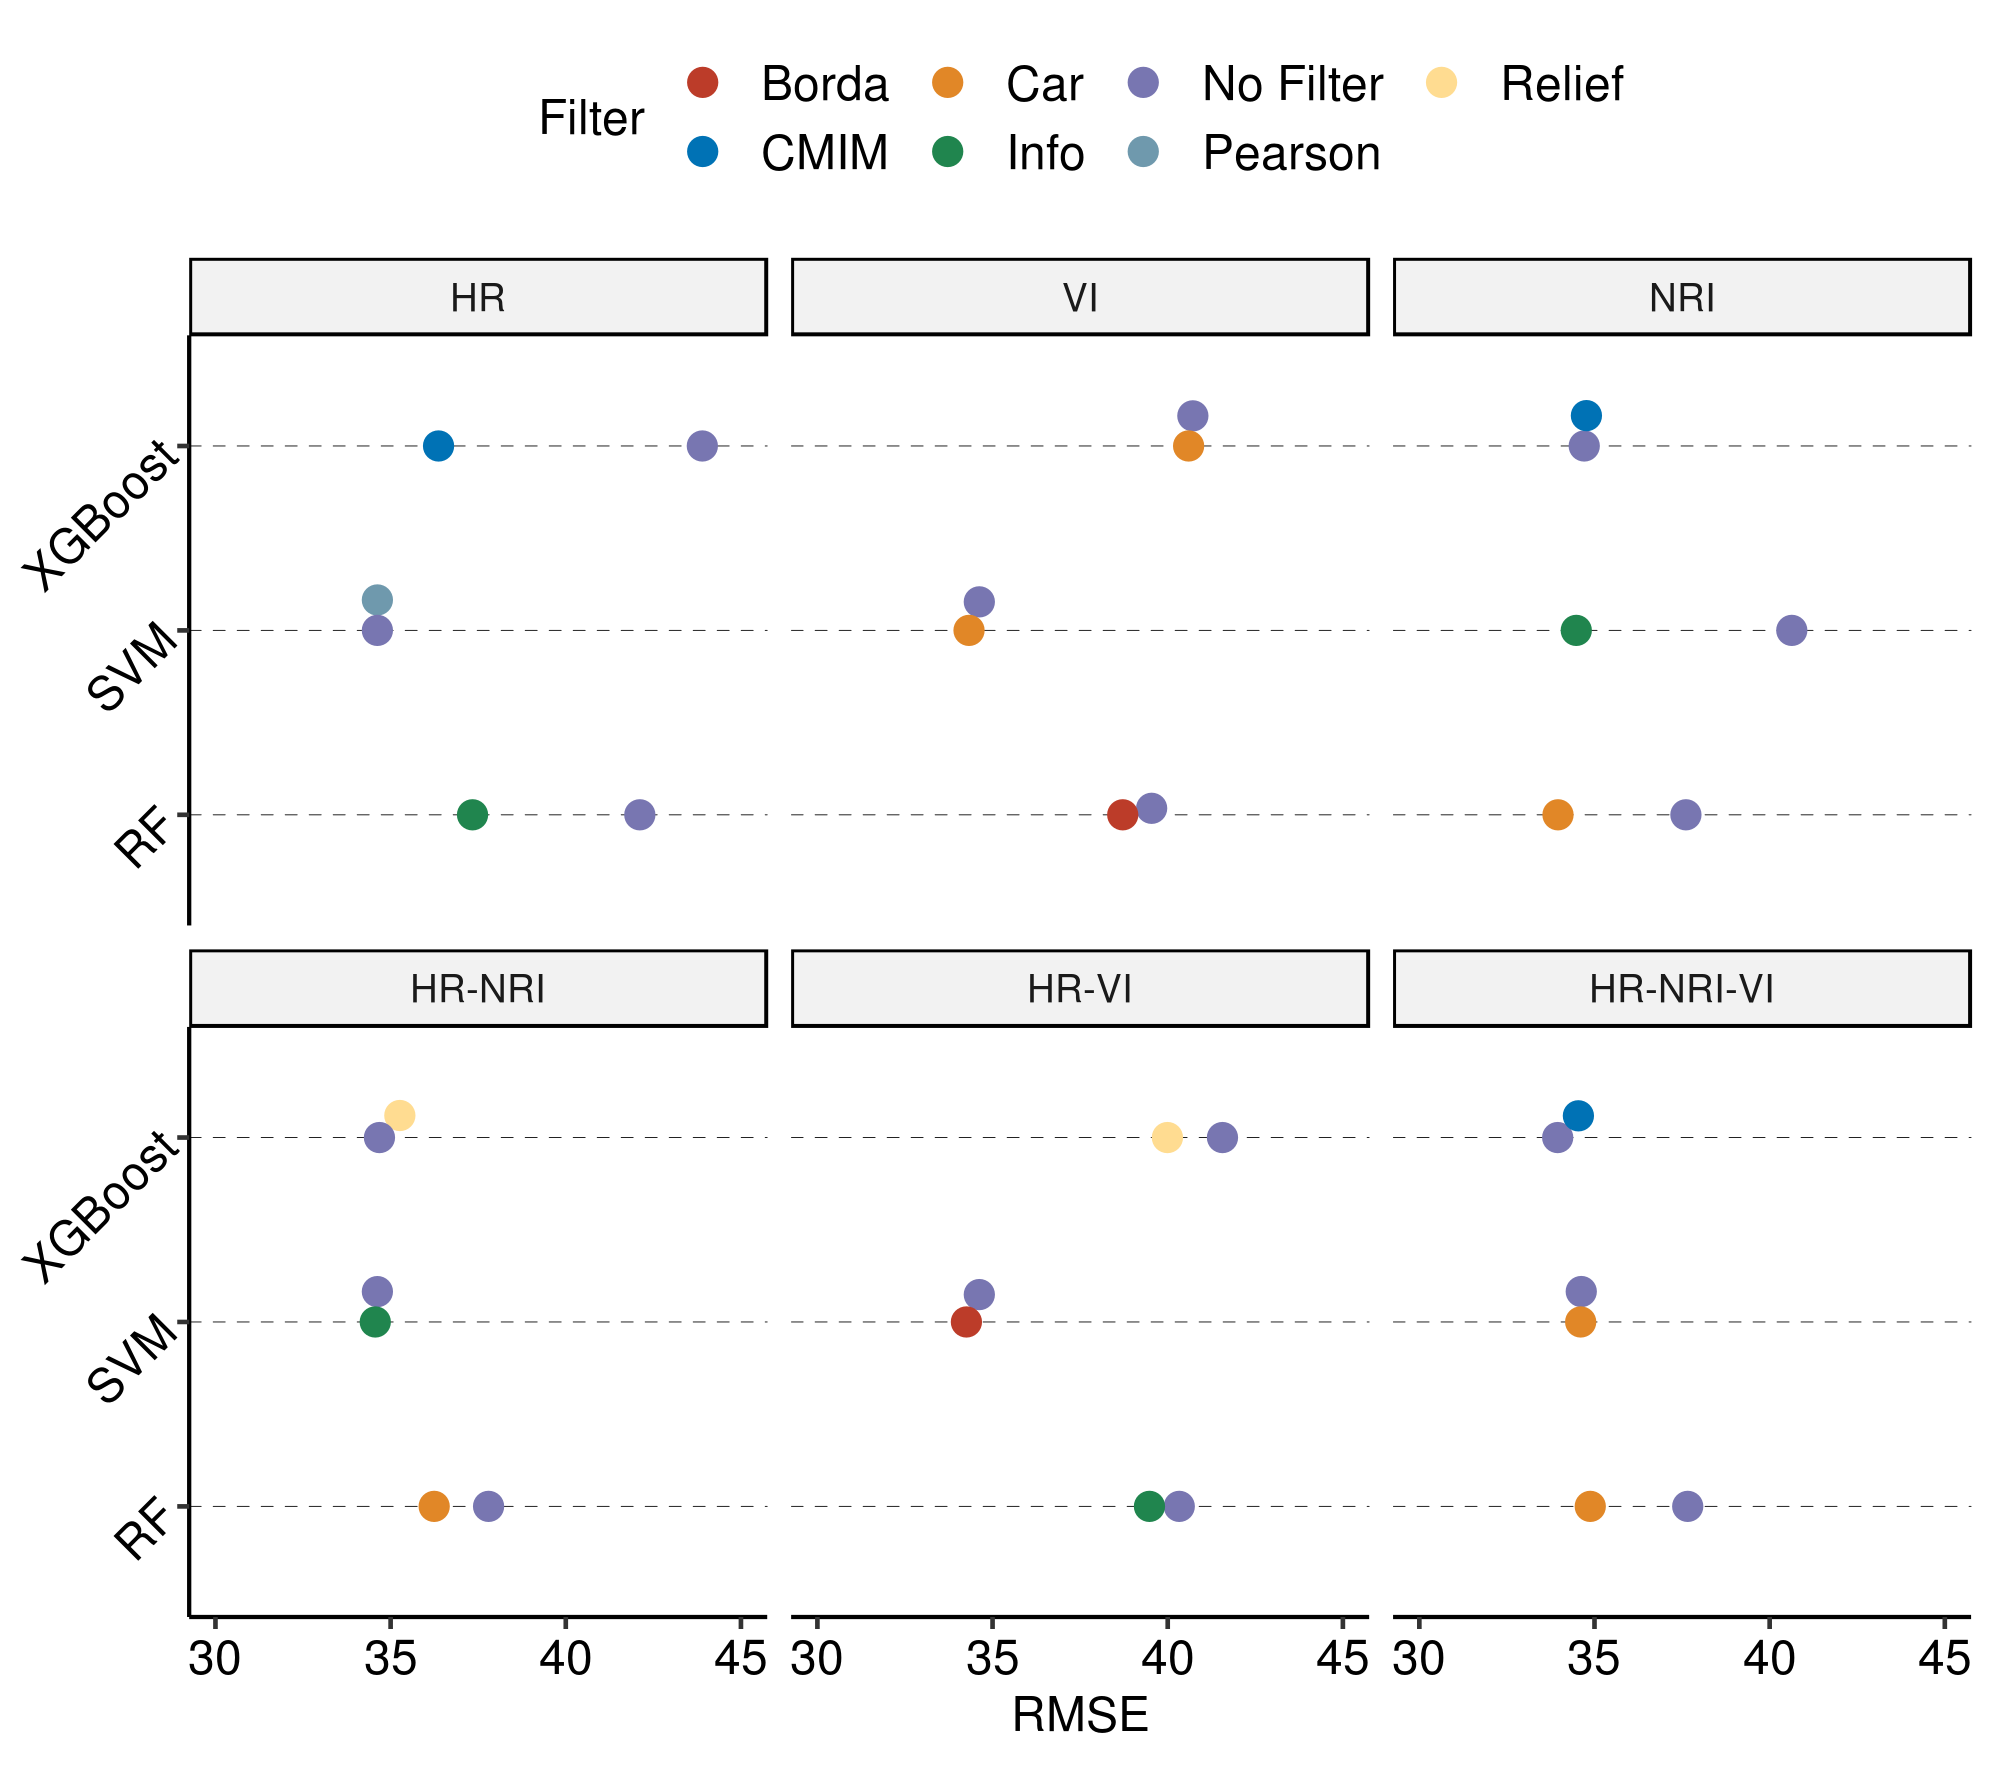 Filter
Borda Car No Filter Relief
CMIM Info Pearson
HR VI NRI
XGBoost
SVM
RF
HR-NRI HR-VI HR-NRI-VI
XGBoost
SVM
RF
30 35 40 45 30 35 40 45 30 35 40 45
RMSE